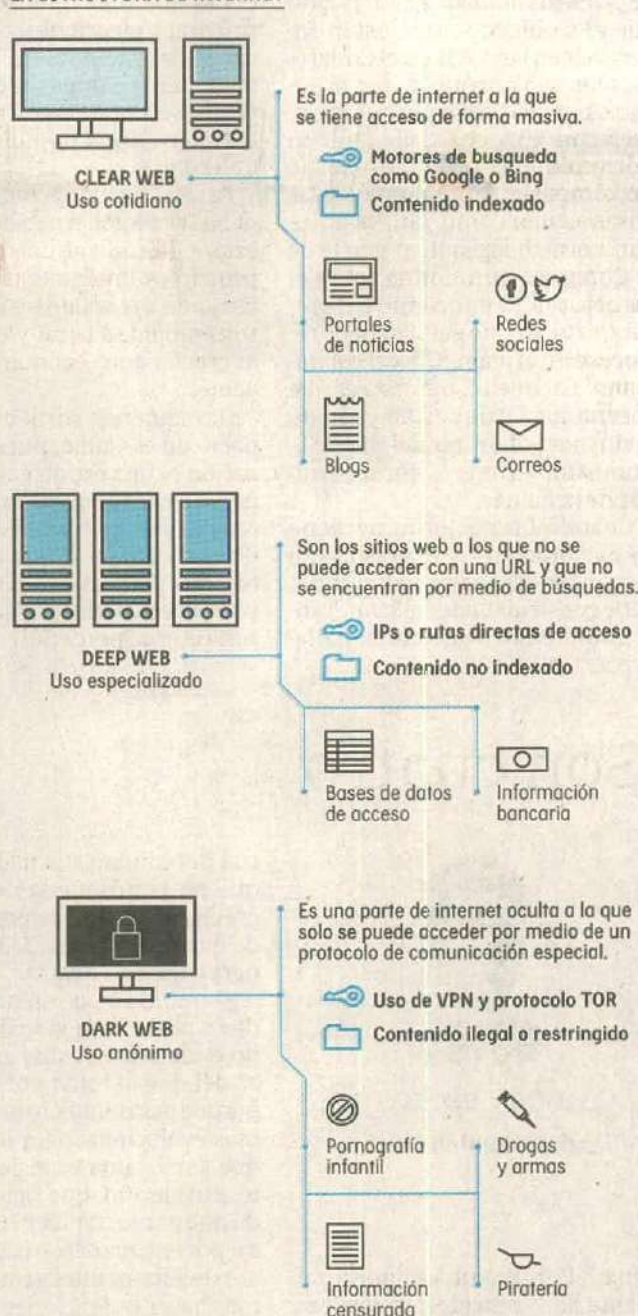 LA ESTRUCTURA DE INTERNET
Es la parte de internet a la que
se tiene acceso de forma masiva.
CLEAR WEB
Uso cotidiano
Motores de busqueda
como Google o Bing
Contenido indexado
Portales
de noticias
Redes
sociales
Blogs
Correos
Son los sitios web a los que no se
puede acceder con una URL y que no
se encuentran por medio de búsquedas.
DEEP WEB
Uso especializado
IPs o rutas directas de acceso
Contenido no indexado
Bases de datos
de acceso
Información
bancaria
Es una parte de internet oculta a la que
solo se puede acceder por medio de un
protocolo de comunicación especial.
DARK WEB
Uso anónimo
Uso de VPN y protocolo TOR
Contenido ilegal o restringido
Pornografía
infantil
Drogas
y armas
Información
censurada
Piratería